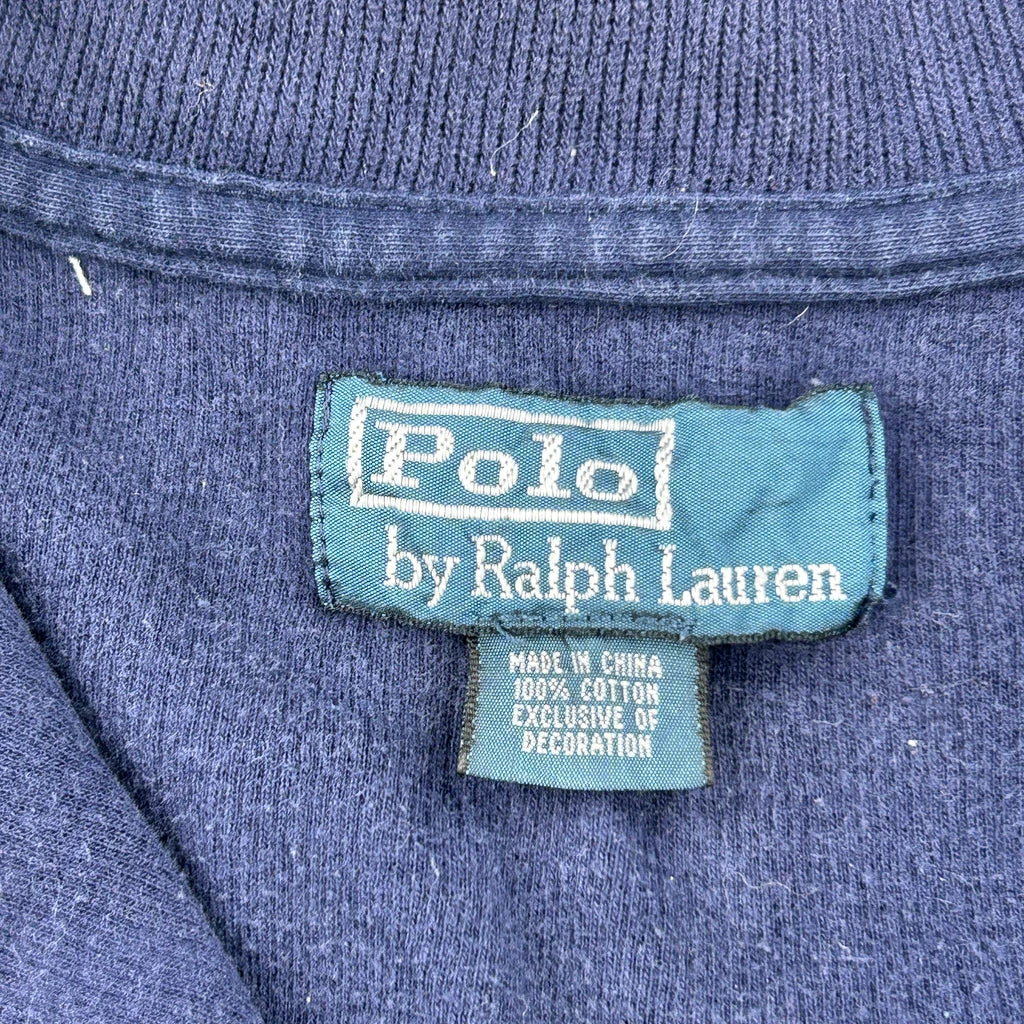 Polo
by Ralph Lauren
MADE IN CHINA
100% COTTON
EXCLUSIVE OF
DECORATION